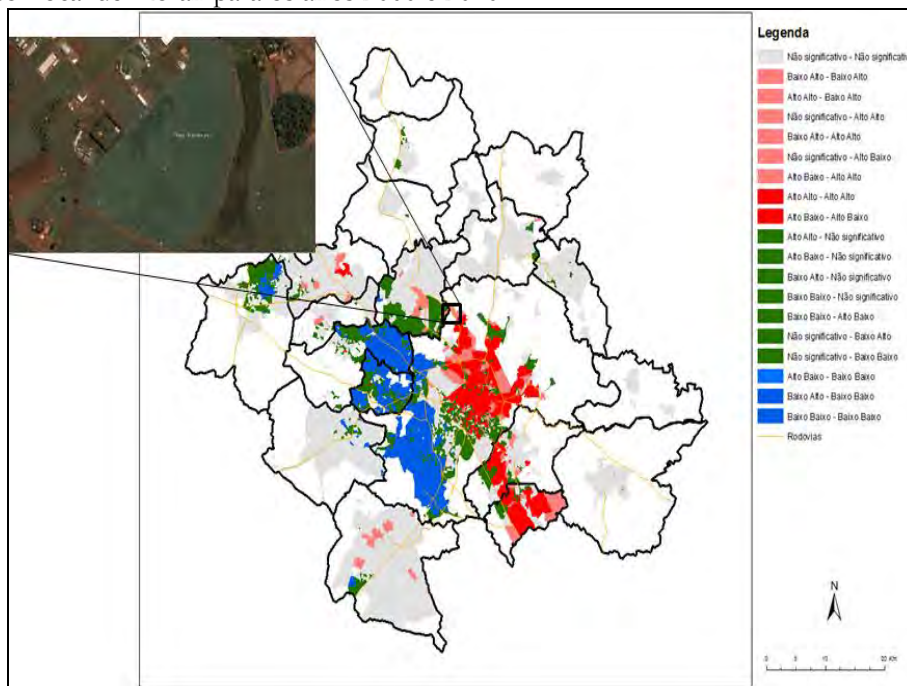 Legenda
Não significativo - Não significati
Baixo Alto - Baixo Alto
Alto Alto - Baixo Alto
Não significativo - Alto Alto
Baixo Alto - Alto Alto
Não significativo - Alto Baixo
Alto Baixo - Alto Alto
Alto Alto - Alto Alto
Alto Baixo - Alto Baixo
Alto Alto - Não significativo
Alto Baixo - Não significativo
Baixo Alto - Não significativo
Baixo Baixo - Não significativo
Baixo Baixo - Alto Baixo
Não significativo - Baixo Alto
Não significativo - Baixo Baixo
Alto Baixo - Baixo Baixo
Baixo Alto - Baixo Baixo
Baixo Baixo - Baixo Baixo
Rodovias
N